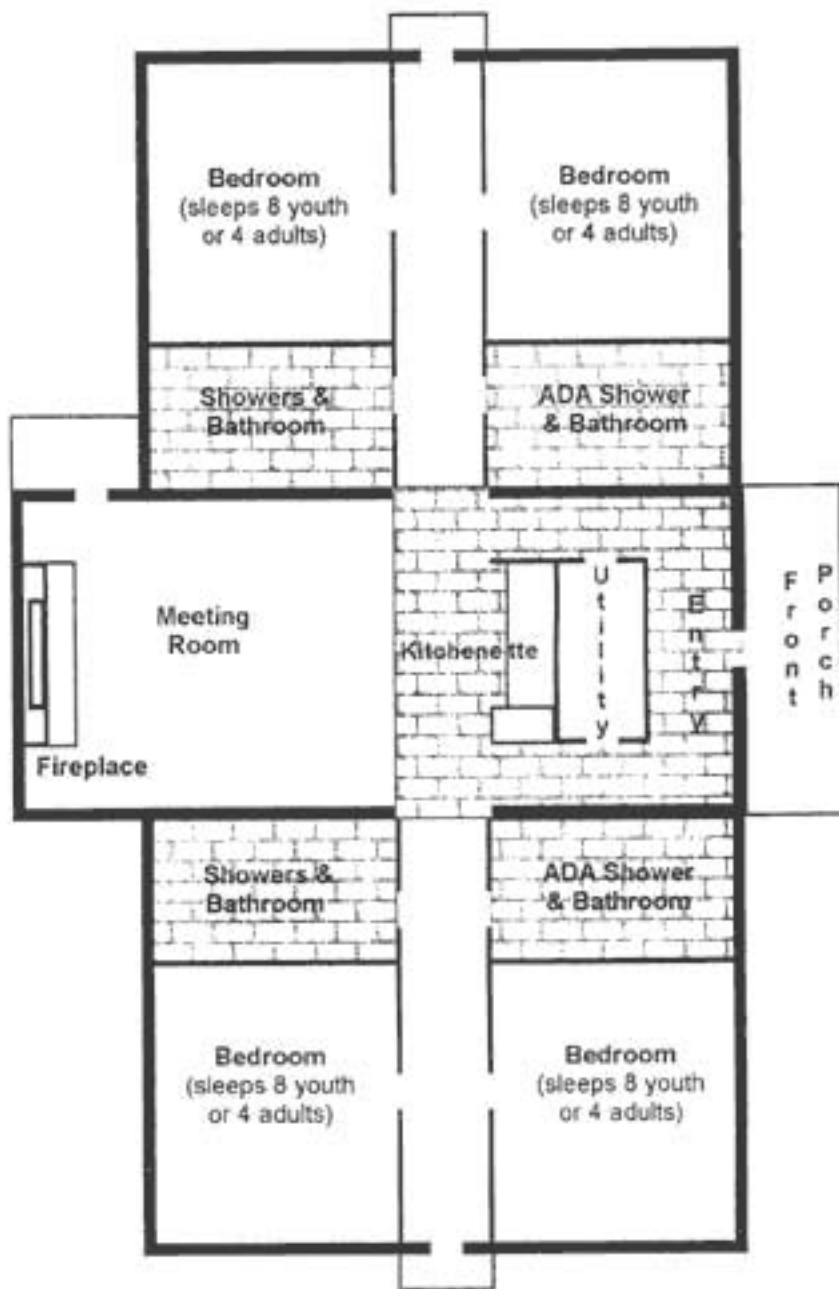 Bedroom
(sleeps 8 youth
or 4 adults)
Bedroom
(sleeps 8 youth
or 4 adults)
Showers &
Bathroom
ADA Shower
& Bathroom
Meeting
Room
Fireplace
Kitchenette
Utility
Entry
Front
Porch
Showers &
Bathroom
ADA Shower
& Bathroom
Bedroom
(sleeps 8 youth
or 4 adults)
Bedroom
(sleeps 8 youth
or 4 adults)